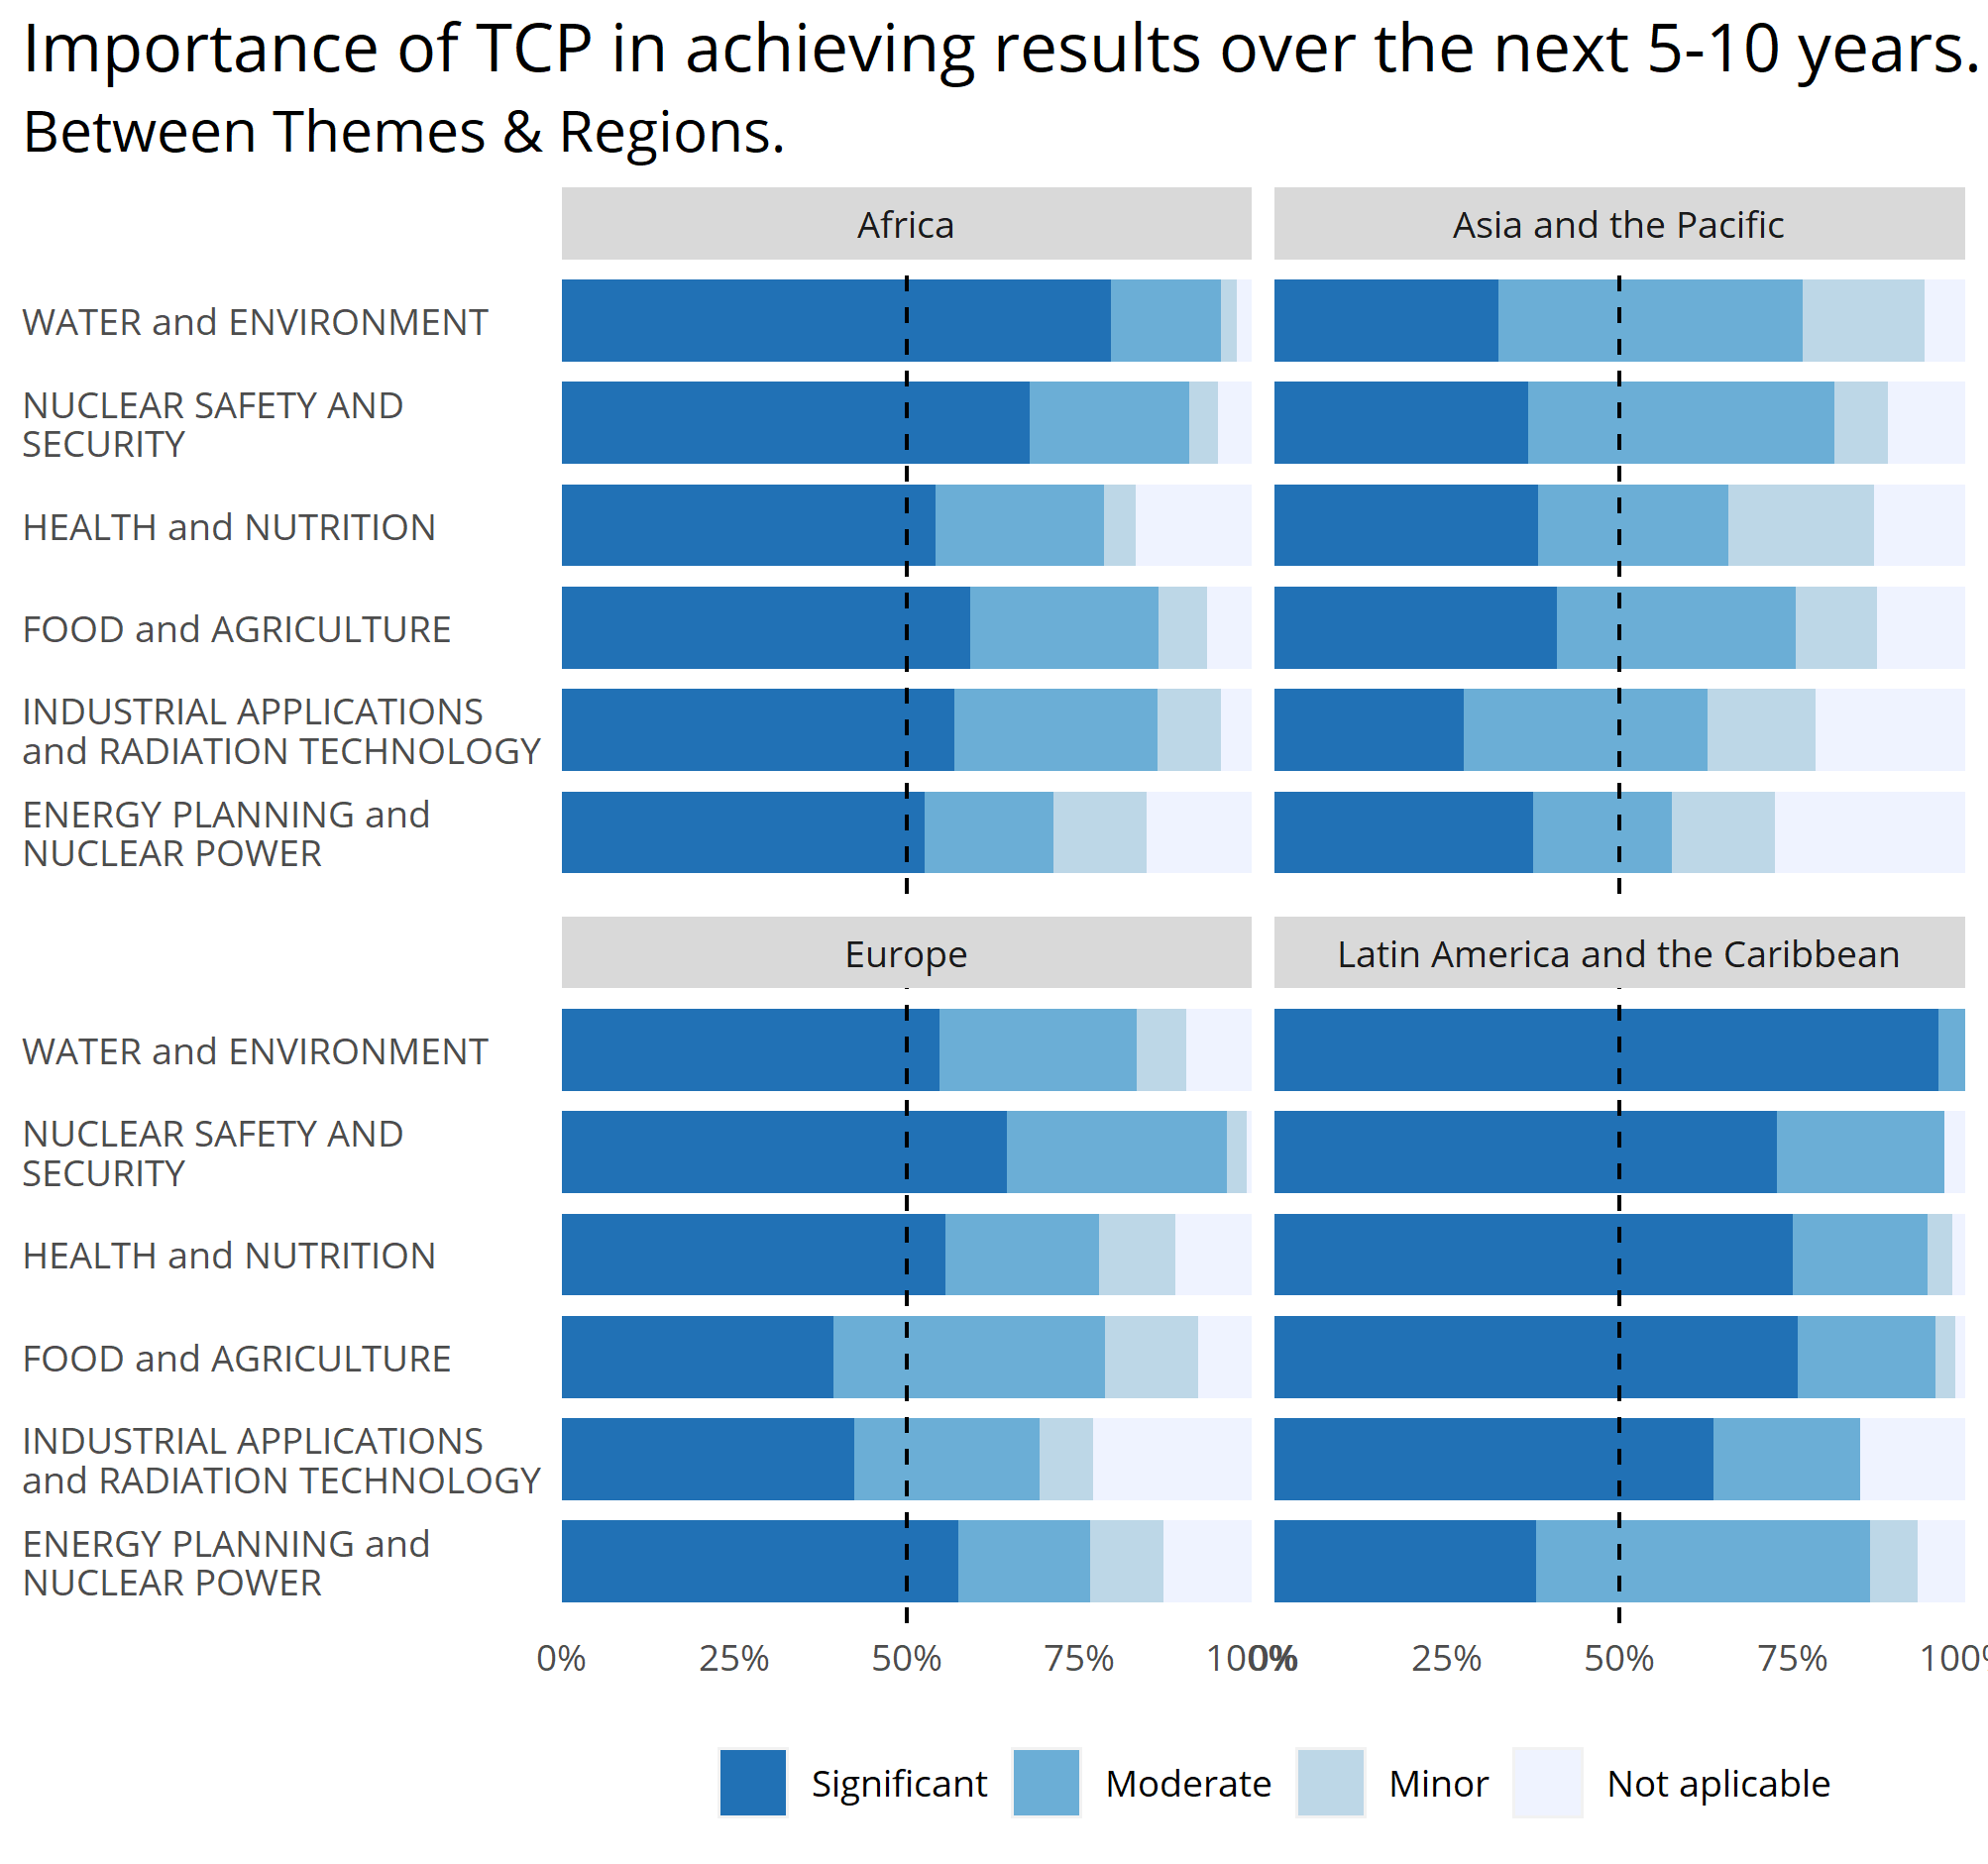 Importance of TCP in achieving results over the next 5-10 years.
Between Themes & Regions.
Africa
Asia and the Pacific
WATER and ENVIRONMENT
NUCLEAR SAFETY AND
SECURITY
HEALTH and NUTRITION
FOOD and AGRICULTURE
INDUSTRIAL APPLICATIONS
and RADIATION TECHNOLOGY
ENERGY PLANNING and
NUCLEAR POWER
Europe
Latin America and the Caribbean
WATER and ENVIRONMENT
NUCLEAR SAFETY AND
SECURITY
HEALTH and NUTRITION
FOOD and AGRICULTURE
INDUSTRIAL APPLICATIONS
and RADIATION TECHNOLOGY
ENERGY PLANNING and
NUCLEAR POWER
0% 25% 50% 75% 100% 0% 25% 50% 75% 100%
Significant Moderate Minor Not aplicable